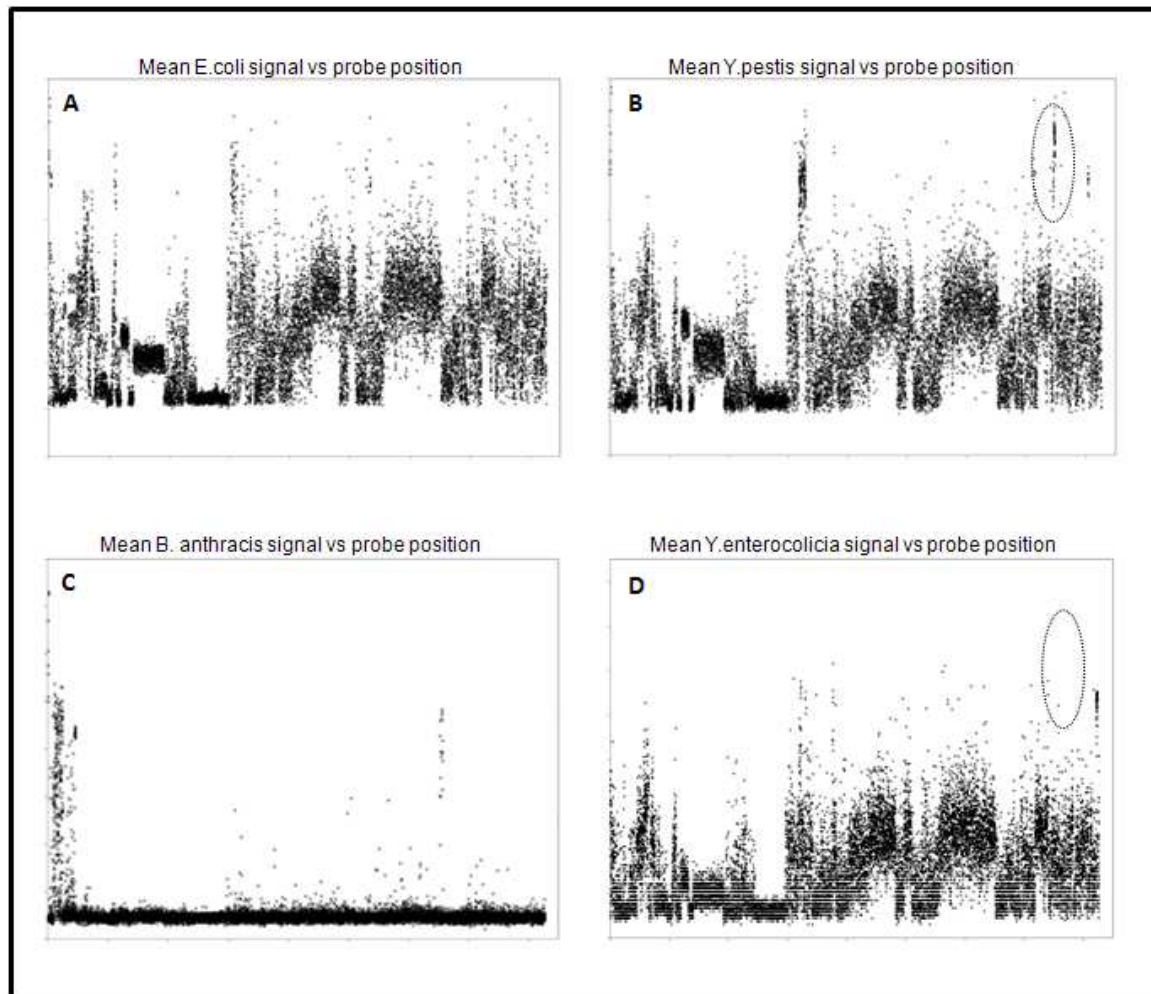 Mean E.coli signal vs probe position
A
Mean Y.pestis signal vs probe position
B
Mean B. anthracis signal vs probe position
C
Mean Y.enterocolicia signal vs probe position
D